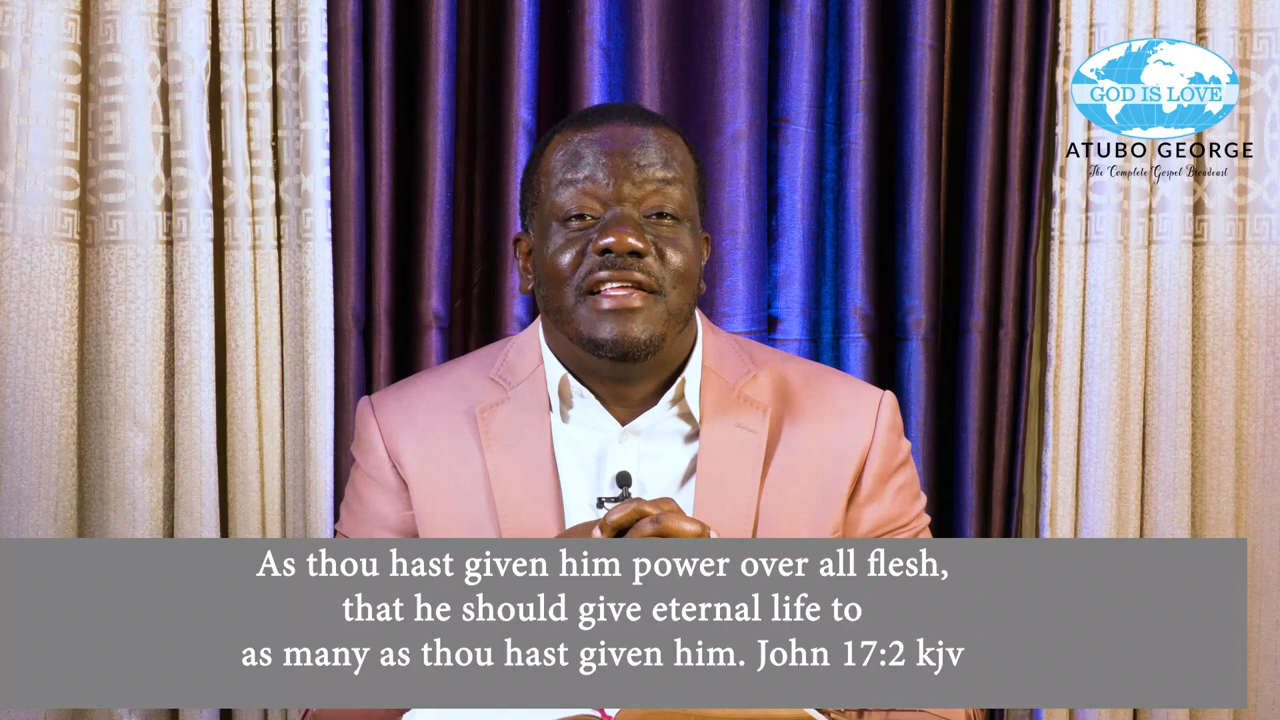 GOD IS LOVE
ATUBO GEORGE
The Complete Gospel Broadcast
As thou hast given him power over all flesh,
that he should give eternal life to
as many as thou hast given him. John 17:2 kjv